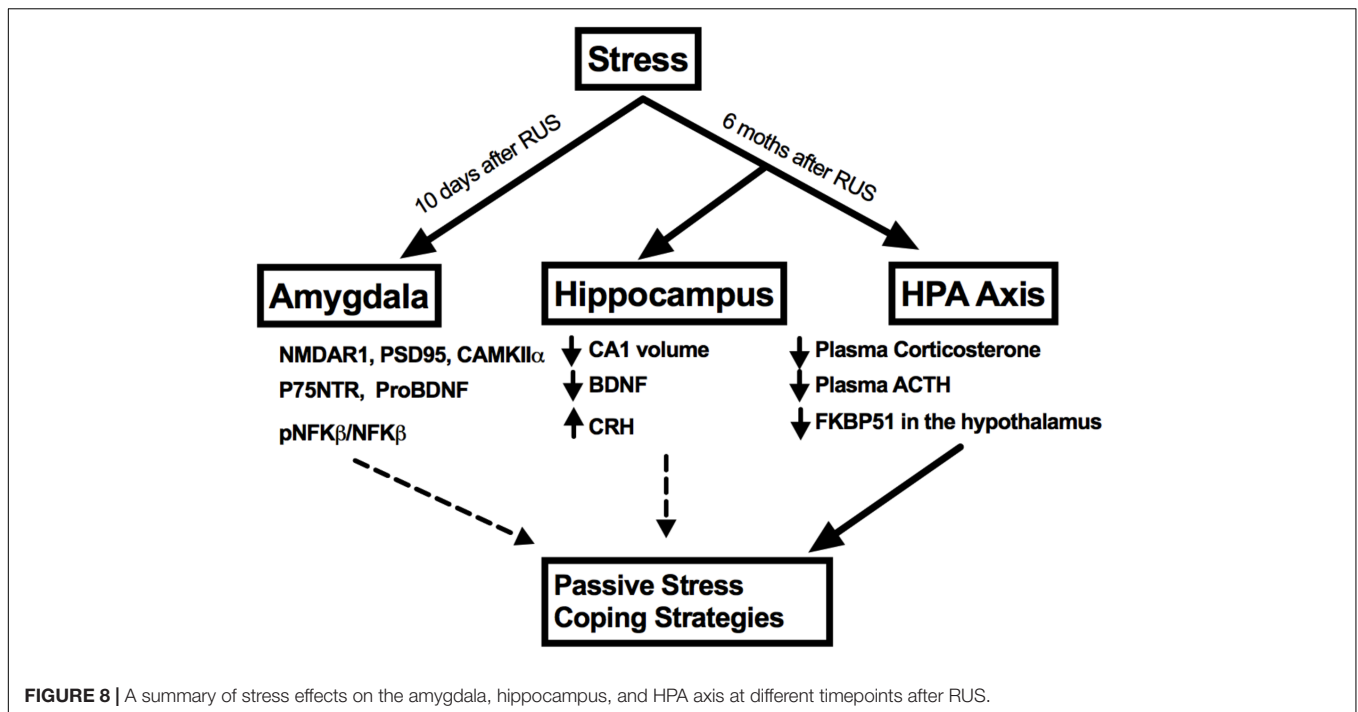 Stress
10 days after RUS
6 moths after RUS
Amygdala
NMDAR1, PSD95, CAMKIIα
P75NTR, ProBDNF
pNFKβ/NFKβ
Hippocampus
CA1 volume
BDNF
CRH
HPA Axis
Plasma Corticosterone
Plasma ACTH
FKBP51 in the hypothalamus
Passive Stress
Coping Strategies
FIGURE 8 | A summary of stress effects on the amygdala, hippocampus, and HPA axis at different timepoints after RUS.